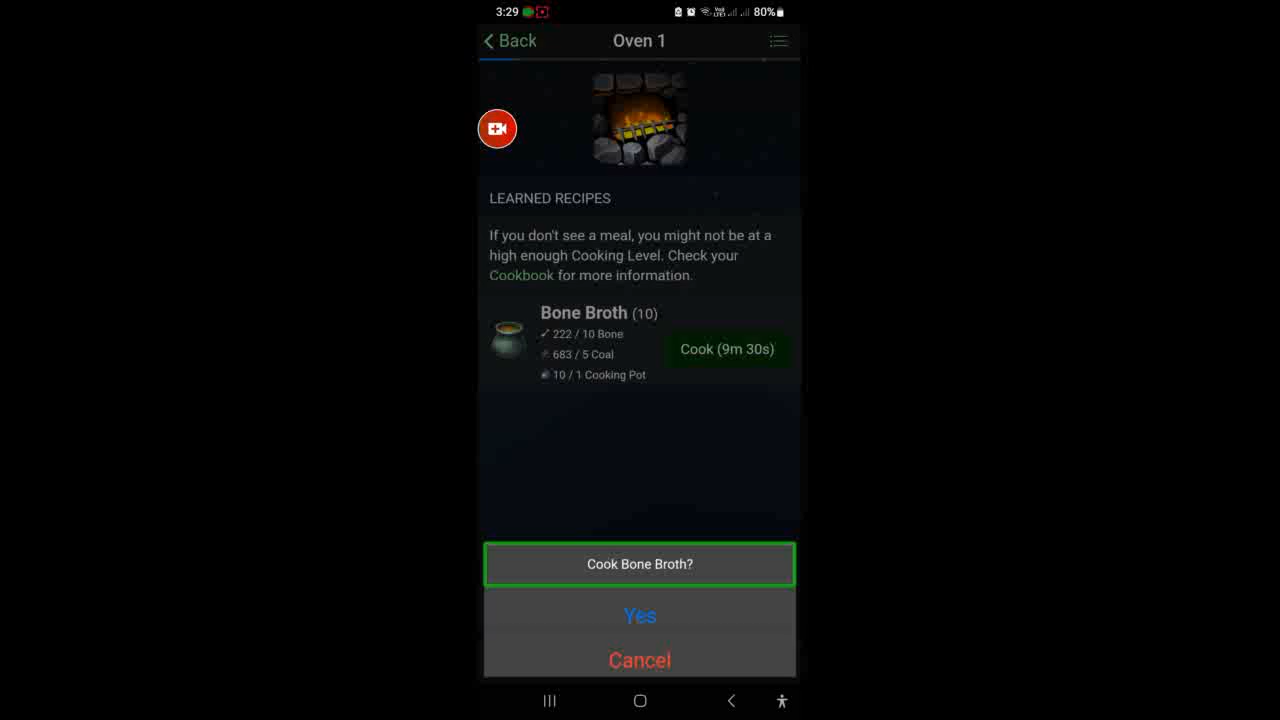 3:29 80%
Back Oven 1
LEARNED RECIPES
If you don't see a meal, you might not be at a
high enough Cooking Level. Check your
Cookbook for more information.
Bone Broth (10)
222 / 10 Bone
683 / 5 Coal
10 / 1 Cooking Pot
Cook (9m 30s)
Cook Bone Broth?
Yes
Cancel